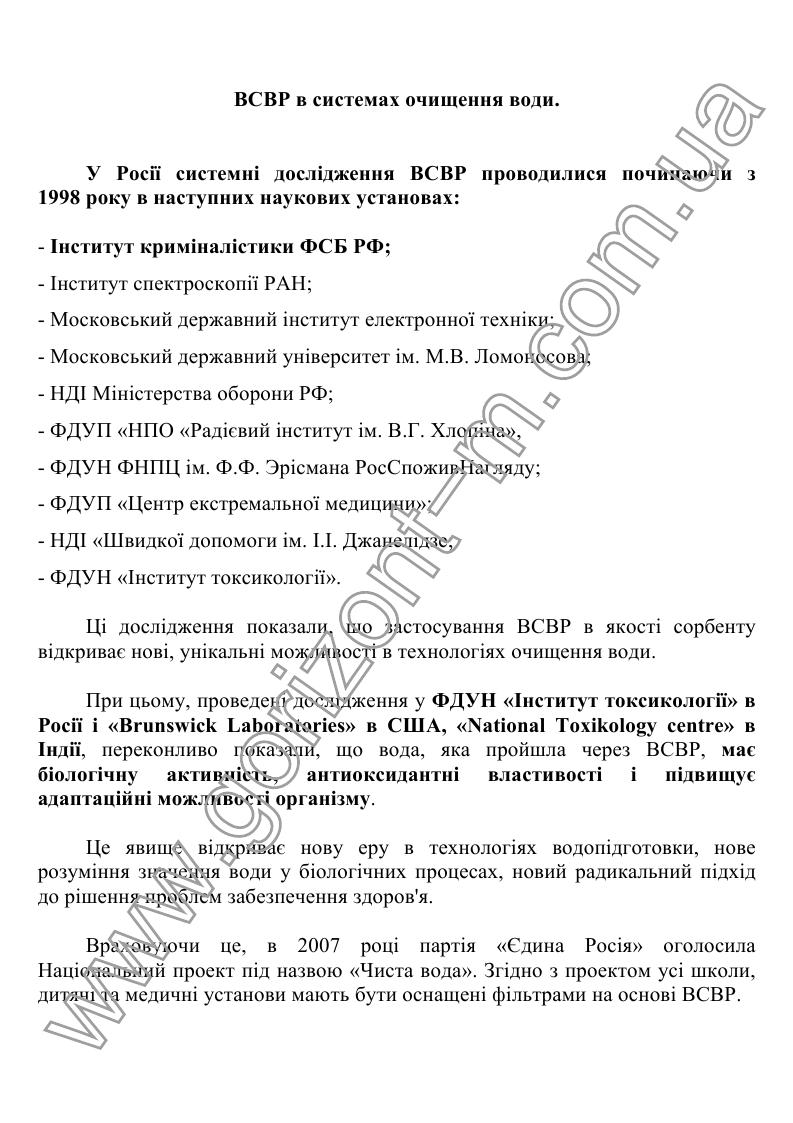 ВСВР в системах очищення води.
У Росії системні дослідження ВСВР проводилися починаючи з
1998 року в наступних наукових установах:
- Інститут криміналістики ФСБ РФ;
- Інститут спектроскопії РАН;
- Московський державний інститут електронної техніки;
- Московський державний університет ім. М.В. Ломоносова;
- НДІ Міністерства оборони РФ;
- ФДУП «НПО «Радієвий інститут ім. В.Г. Хлопіна»,
- ФДУН ФНПЦ ім. Ф.Ф. Эрісмана РосСпоживНагляду;
- ФДУП «Центр екстремальної медицини»;
- НДІ «Швидкої допомоги ім. І.І. Джанелідзе;
- ФДУН «Інститут токсикології».
Ці дослідження показали, що застосування ВСВР в якості сорбенту
відкриває нові, унікальні можливості в технологіях очищення води.
При цьому, проведені дослідження у ФДУН «Інститут токсикології» в
Росії і «Brunswick Laboratories» в США, «National Toxikology centre» в
Індії, переконливо показали, що вода, яка пройшла через ВСВР, має
біологічну активність, антиоксидантні властивості і підвищує
адаптаційні можливості організму.
Це явище відкриває нову еру в технологіях водопідготовки, нове
розуміння значення води у біологічних процесах, новий радикальний підхід
до рішення проблем забезпечення здоров'я.
Враховуючи це, в 2007 році партія «Єдина Росія» оголосила
Національний проект під назвою «Чиста вода». Згідно з проектом усі школи,
дитячі та медичні установи мають бути оснащені фільтрами на основі ВСВР.
www.gorizont-m.com.ua